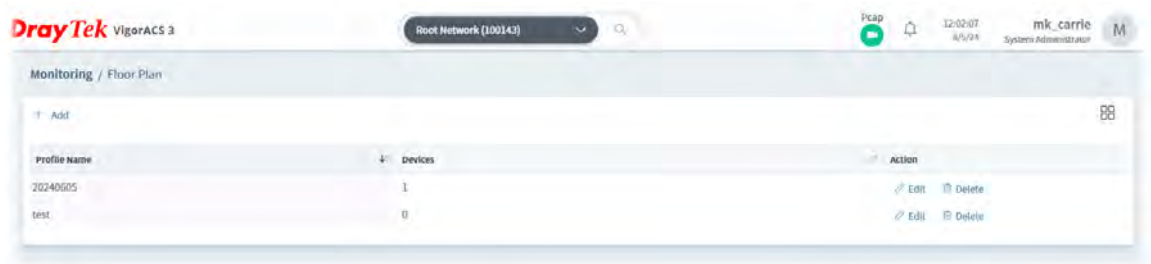 DrayTek VigorACS 3
Root Network (100143)
Pcap
12:02:07
mk_carrie
M
System Administrator
Monitoring / Floor Plan
+ Add
Profile Name Devices Action
20240605 1 Edit Delete
test 0 Edit Delete